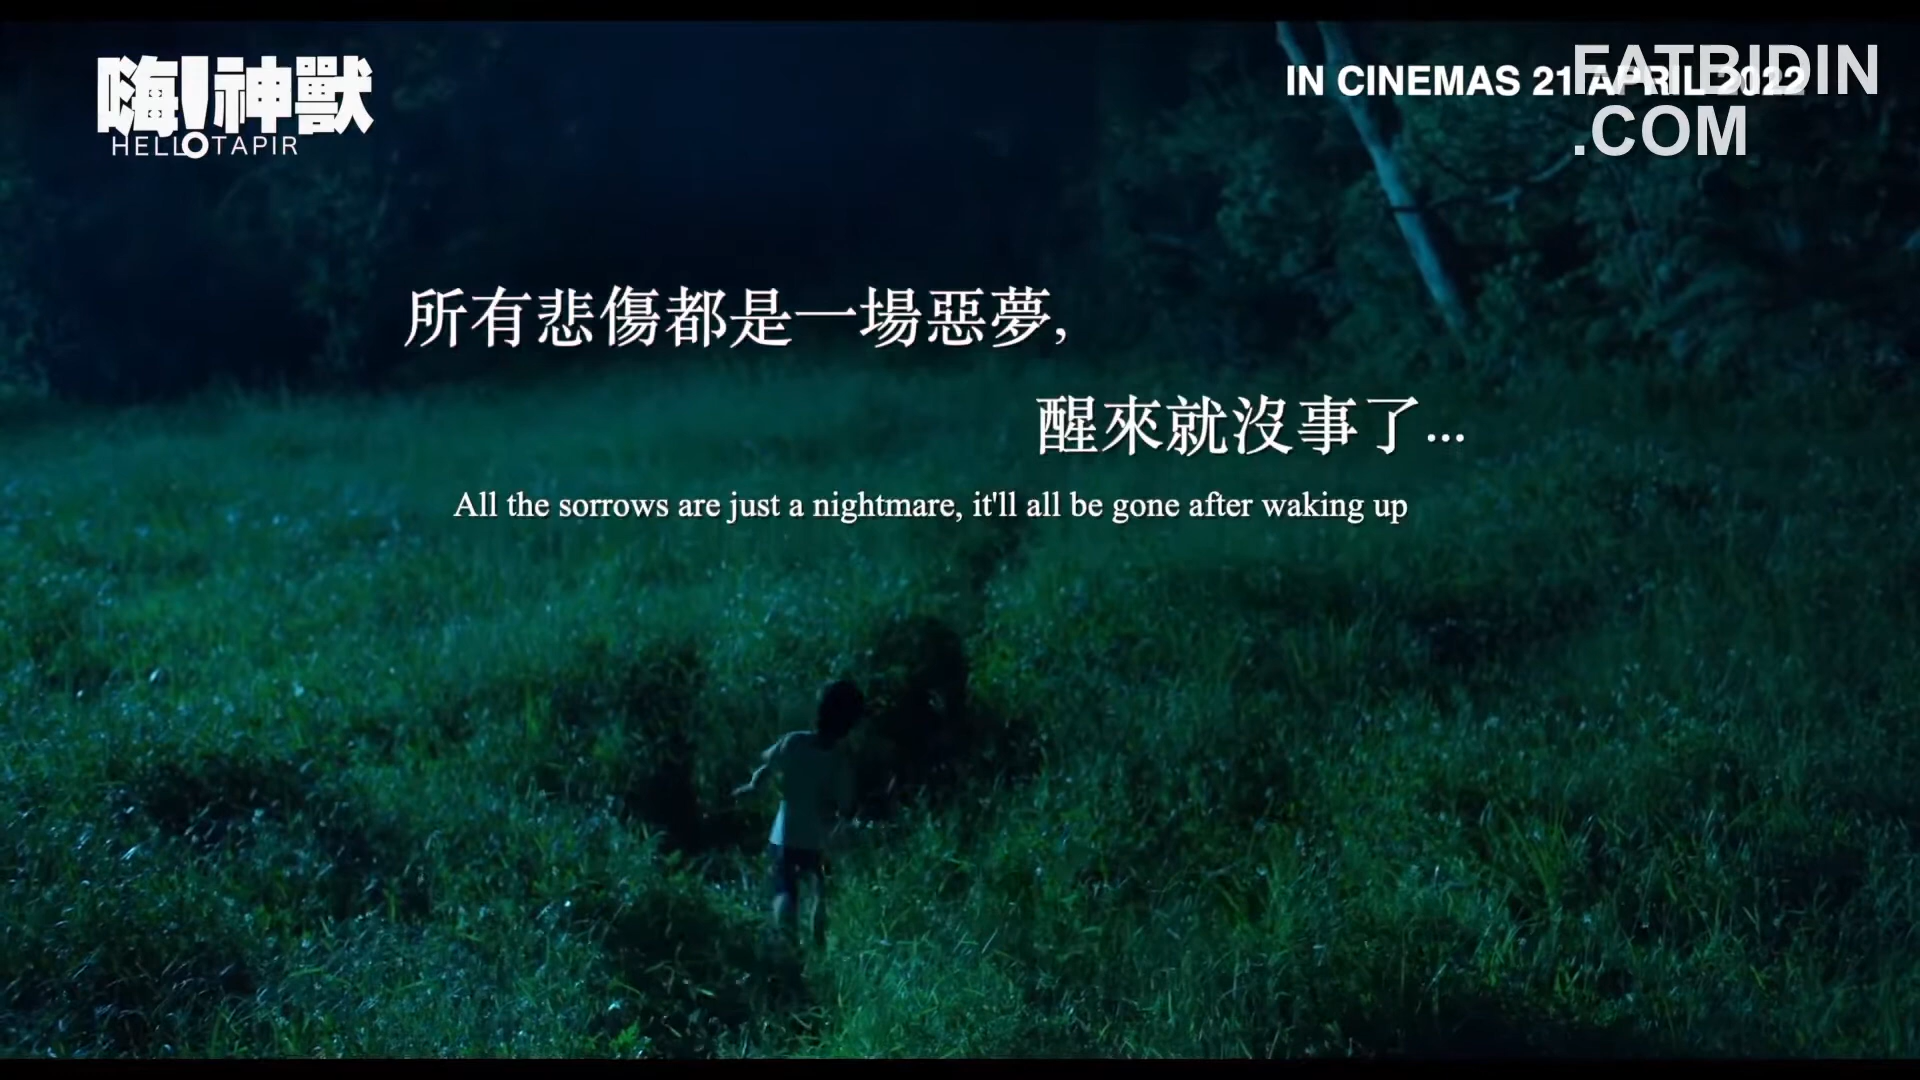 嗨!神獸
HELLO TAPIR
IN CINEMAS 21 APRIL 2022
FATBIDIN
.COM
所有悲傷都是一場惡夢,
醒來就沒事了...
All the sorrows are just a nightmare, it'll all be gone after waking up